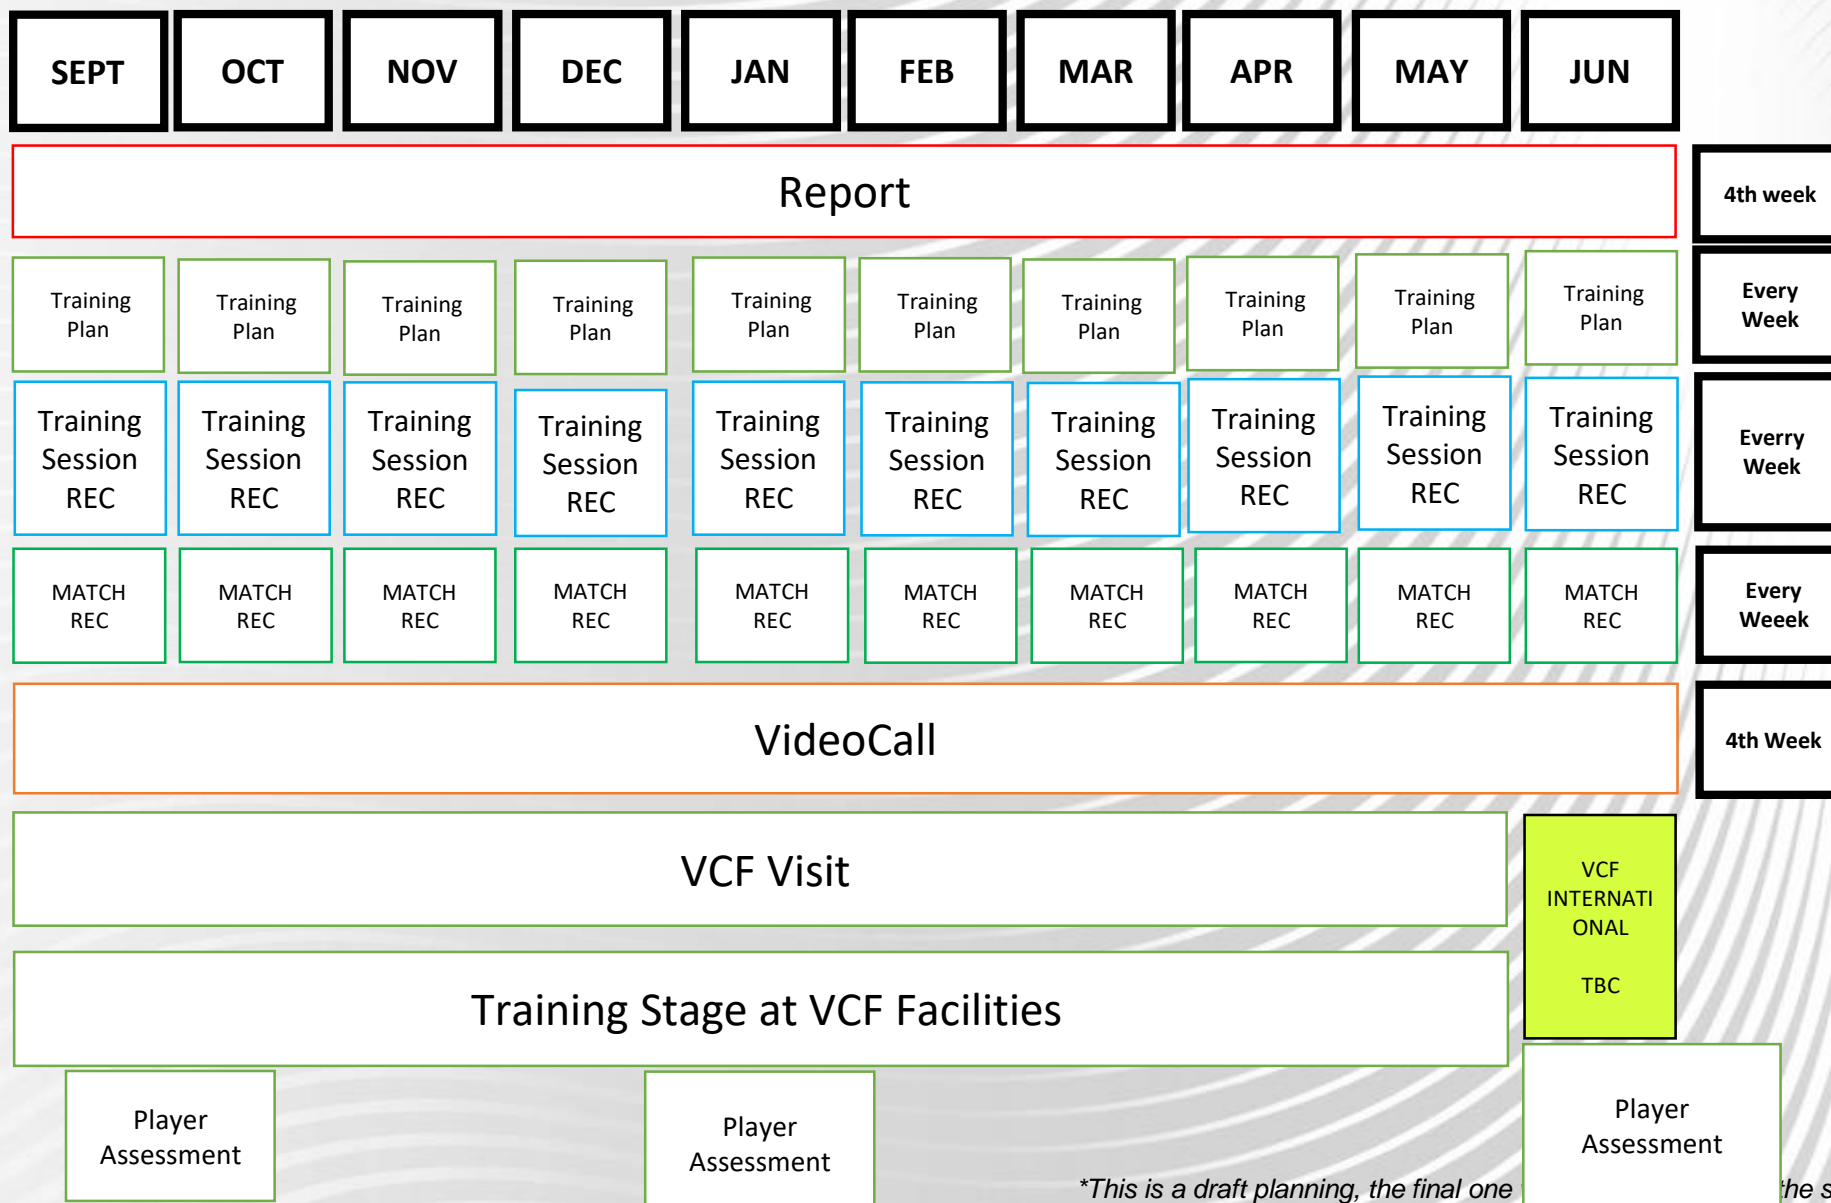 SEPT OCT NOV DEC JAN FEB MAR APR MAY JUN
Report
4th week
Training Plan
Training Plan
Training Plan
Training Plan
Training Plan
Training Plan
Training Plan
Training Plan
Training Plan
Training Plan
Every
Week
Training
Session
REC
Training
Session
REC
Training
Session
REC
Training
Session
REC
Training
Session
REC
Training
Session
REC
Training
Session
REC
Training
Session
REC
Training
Session
REC
Training
Session
REC
Everry
Week
MATCH
REC
MATCH
REC
MATCH
REC
MATCH
REC
MATCH
REC
MATCH
REC
MATCH
REC
MATCH
REC
MATCH
REC
MATCH
REC
Every
Weeek
VideoCall
4th Week
VCF Visit
VCF
INTERNATI
ONAL
TBC
Training Stage at VCF Facilities
Player
Assessment
Player
Assessment
Player
Assessment
*This is a draft planning, the final one the s